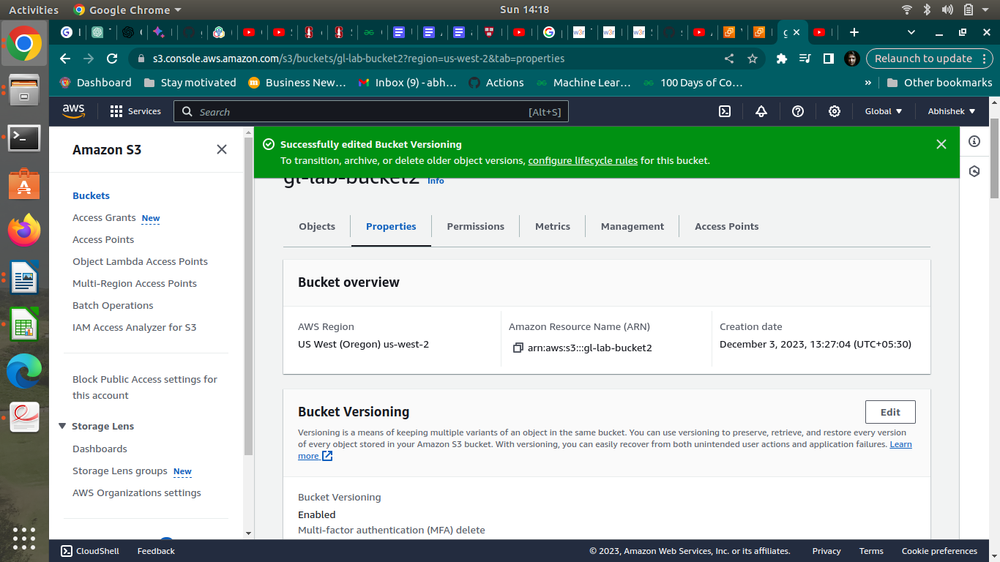 Activities
Google Chrome
Sun 14:18
s3.console.aws.amazon.com/s3/buckets/gl-lab-bucket2?region=us-west-2&tab=properties
Relaunch to update
Dashboard
Stay motivated
Business New…
Inbox (9) - abh…
Actions
Machine Lear…
100 Days of Co…
»
Other bookmarks
aws
Services
Search
[Alt+S]
Global
Abhishek
Amazon S3
Buckets
Access Grants New
Access Points
Object Lambda Access Points
Multi-Region Access Points
Batch Operations
IAM Access Analyzer for S3
Block Public Access settings for
this account
Storage Lens
Dashboards
Storage Lens groups New
AWS Organizations settings
Successfully edited Bucket Versioning
To transition, archive, or delete older object versions, configure lifecycle rules for this bucket.
gl-lab-bucket2 Info
Objects
Properties
Permissions
Metrics
Management
Access Points
Bucket overview
AWS Region
US West (Oregon) us-west-2
Amazon Resource Name (ARN)
arn:aws:s3:::gl-lab-bucket2
Creation date
December 3, 2023, 13:27:04 (UTC+05:30)
Bucket Versioning
Edit
Versioning is a means of keeping multiple variants of an object in the same bucket. You can use versioning to preserve, retrieve, and restore every version
of every object stored in your Amazon S3 bucket. With versioning, you can easily recover from both unintended user actions and application failures. Learn
more
Bucket Versioning
Enabled
Multi-factor authentication (MFA) delete
CloudShell
Feedback
© 2023, Amazon Web Services, Inc. or its affiliates.
Privacy
Terms
Cookie preferences